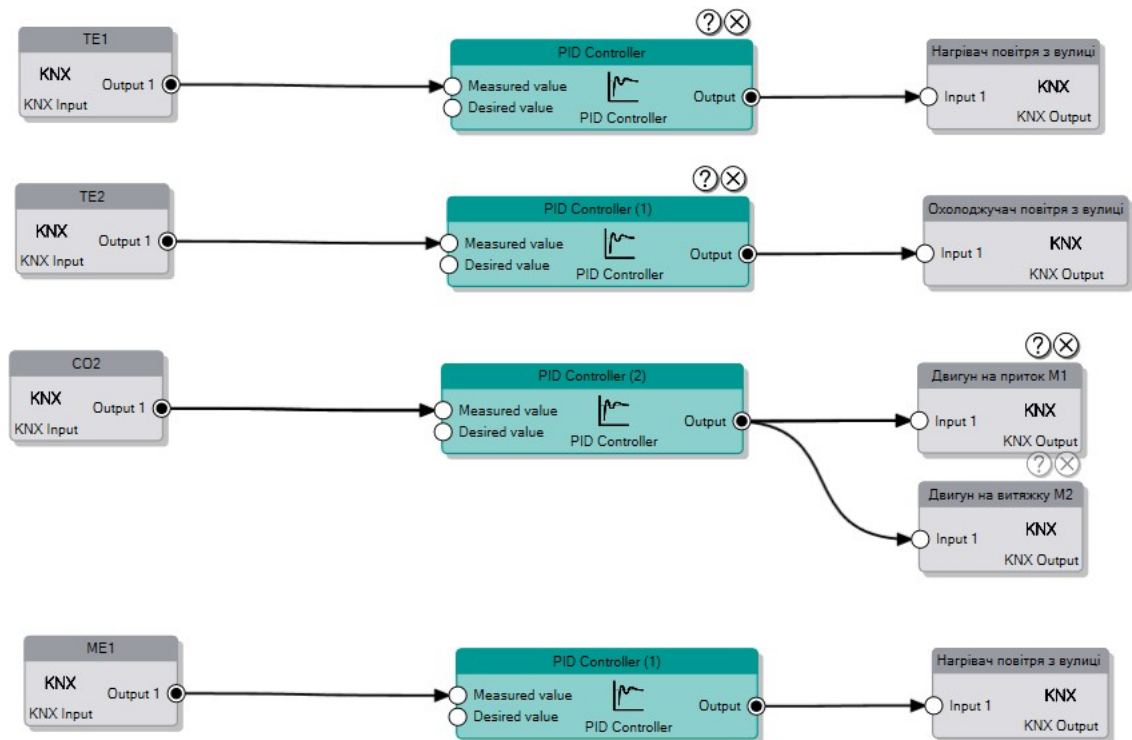 TE1
KNX
Output 1
KNX Input
PID Controller
Measured value
Desired value
Output
PID Controller
Нагрівач повітря з вулиці
KNX
Input 1
KNX Output
TE2
KNX
Output 1
KNX Input
PID Controller (1)
Measured value
Desired value
Output
PID Controller
Охолоджучач повітря з вулиці
KNX
Input 1
KNX Output
CO2
KNX
Output 1
KNX Input
PID Controller (2)
Measured value
Desired value
Output
PID Controller
Двигун на приток М1
KNX
Input 1
KNX Output
Двигун на витяжку М2
KNX
Input 1
KNX Output
ME1
KNX
Output 1
KNX Input
PID Controller (1)
Measured value
Desired value
Output
PID Controller
Нагрівач повітря з вулиці
KNX
Input 1
KNX Output